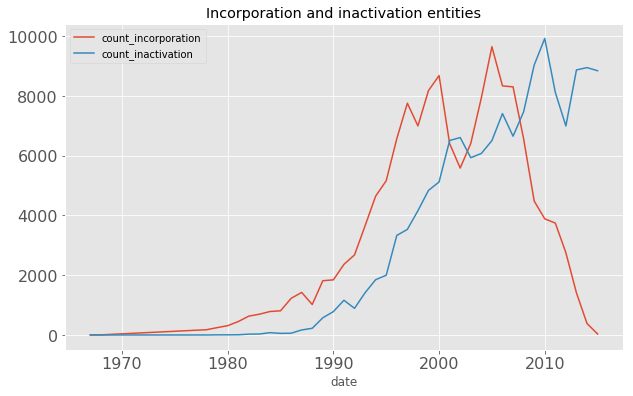 Incorporation and inactivation entities
count_incorporation
count_inactivation
10000
8000
6000
4000
2000
0
1970 1980 1990 2000 2010
date